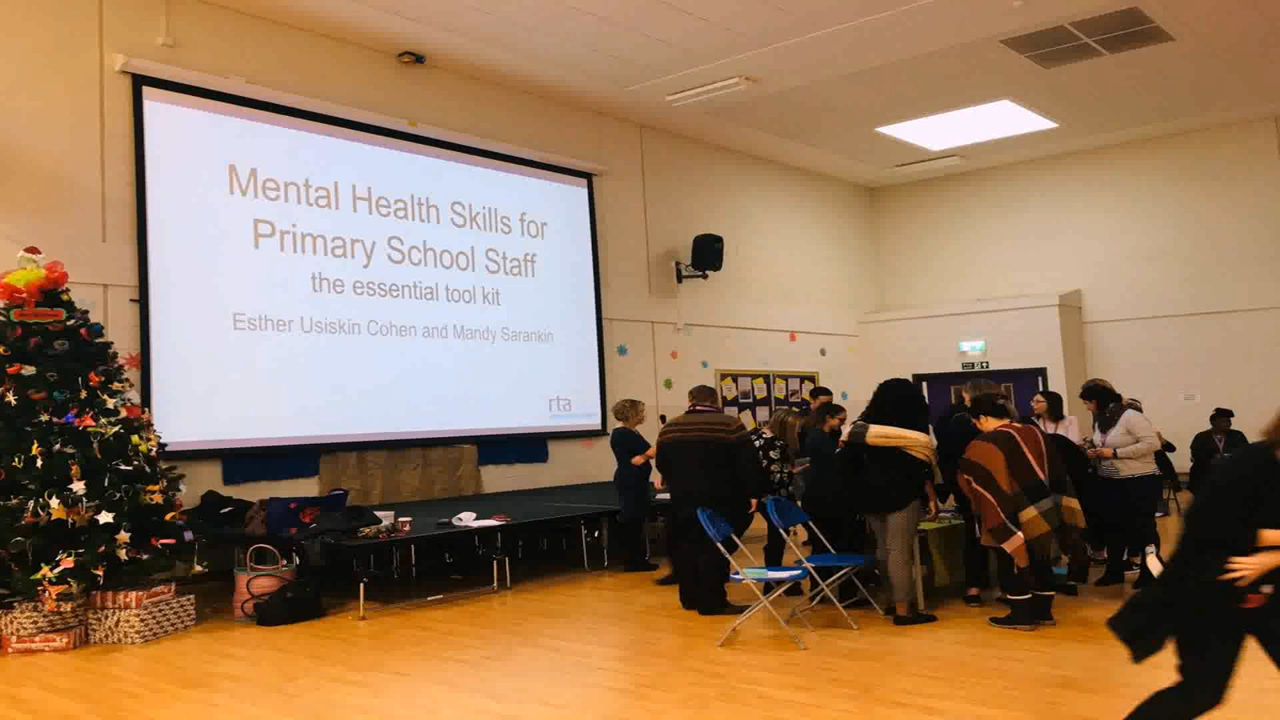 Mental Health Skills for
Primary School Staff
the essential tool kit
Esther Usiskin Cohen and Mandy Sarankin
rta